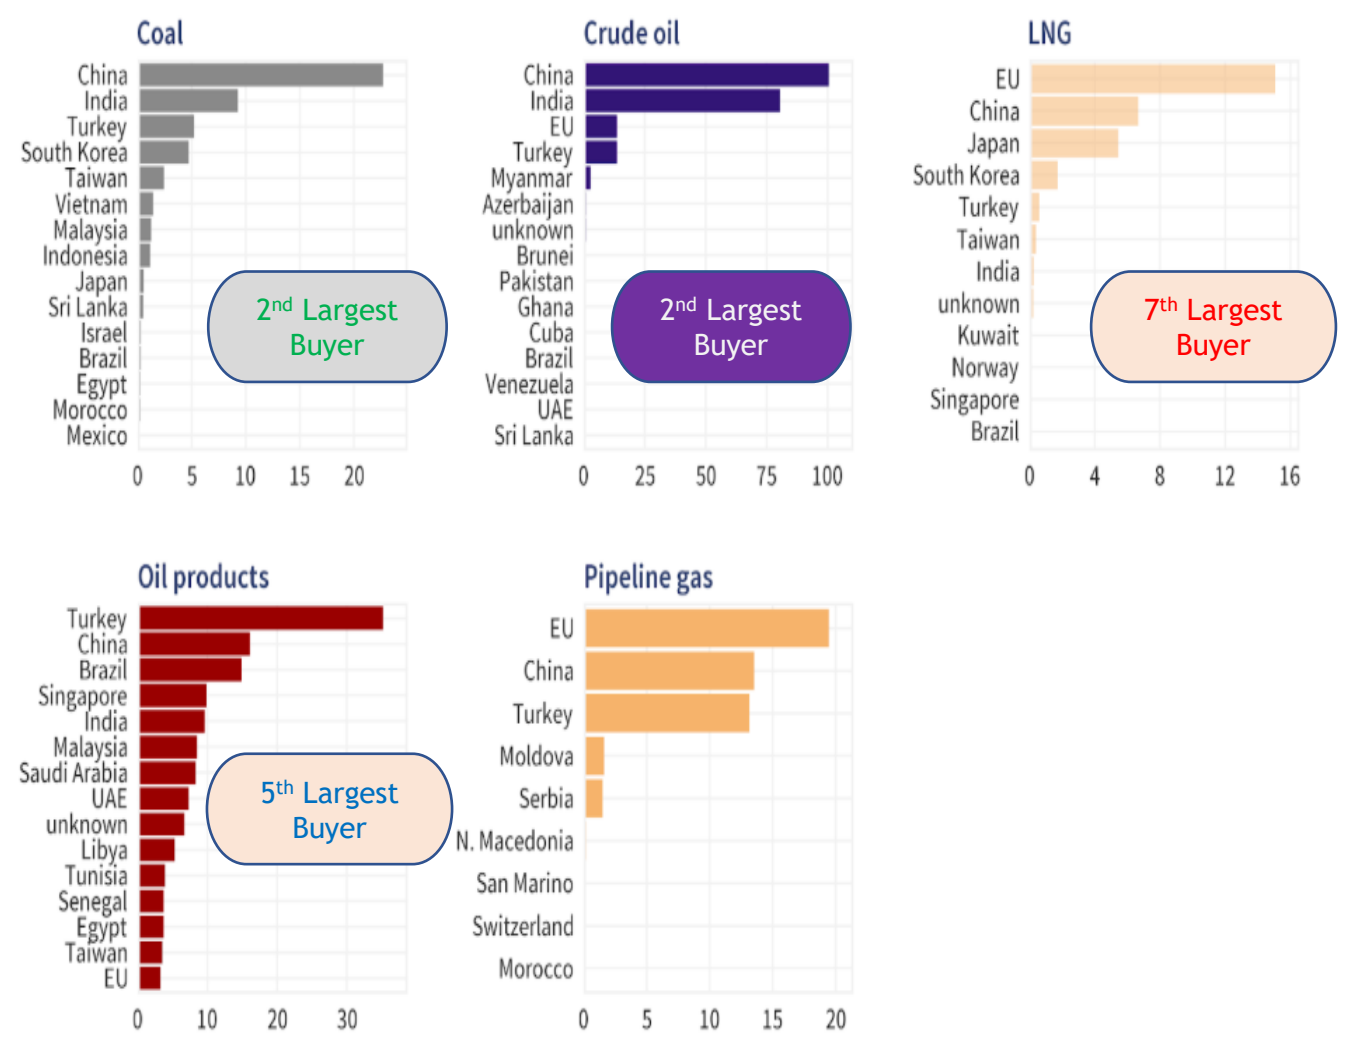 Coal
China
India
Turkey
South Korea
Taiwan
Vietnam
Malaysia
Indonesia
Japan
Sri Lanka
Israel
Brazil
Egypt
Morocco
Mexico
0 5 10 15 20
2nd Largest
Buyer
Crude oil
China
India
EU
Turkey
Myanmar
Azerbaijan
unknown
Brunei
Pakistan
Ghana
Cuba
Brazil
Venezuela
UAE
Sri Lanka
0 25 50 75 100
2nd Largest
Buyer
LNG
EU
China
Japan
South Korea
Turkey
Taiwan
India
unknown
Kuwait
Norway
Singapore
Brazil
0 4 8 12 16
7th Largest
Buyer
Oil products
Turkey
China
Brazil
Singapore
India
Malaysia
Saudi Arabia
UAE
unknown
Libya
Tunisia
Senegal
Egypt
Taiwan
EU
0 10 20 30
5th Largest
Buyer
Pipeline gas
EU
China
Turkey
Moldova
Serbia
N. Macedonia
San Marino
Switzerland
Morocco
0 5 10 15 20